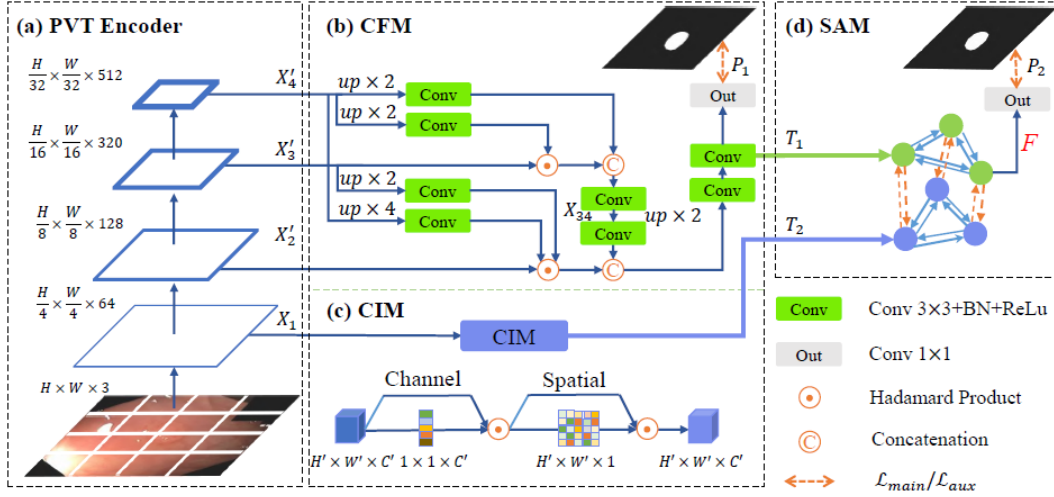 (a) PVT Encoder
H/32 × W/32 × 512
H/16 × W/16 × 320
H/8 × W/8 × 128
H/4 × W/4 × 64
H × W × 3
X'₄
X'₃
X'₂
X₁
(b) CFM
up × 2
Conv
up × 2
Conv
up × 2
Conv
up × 4
Conv
C
Conv
X₃₄
up × 2
Conv
C
P₁
Out
Conv
Conv
(c) CIM
CIM
Channel
Spatial
H' × W' × C'
1 × 1 × C'
H' × W' × 1
H' × W' × C'
(d) SAM
P₂
Out
F
T₁
T₂
Conv
Conv 3×3+BN+ReLu
Out
Conv 1×1
Hadamard Product
C
Concatenation
ℒ_main/ℒ_aux